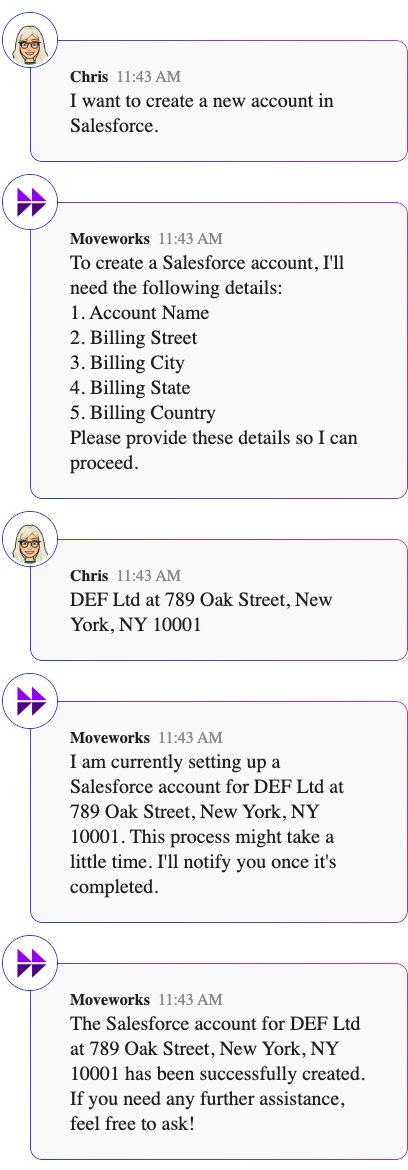 Chris 11:43 AM
I want to create a new account in
Salesforce.
Moveworks 11:43 AM
To create a Salesforce account, I'll
need the following details:
1. Account Name
2. Billing Street
3. Billing City
4. Billing State
5. Billing Country
Please provide these details so I can
proceed.
Chris 11:43 AM
DEF Ltd at 789 Oak Street, New
York, NY 10001
Moveworks 11:43 AM
I am currently setting up a
Salesforce account for DEF Ltd at
789 Oak Street, New York, NY
10001. This process might take a
little time. I'll notify you once it's
completed.
Moveworks 11:43 AM
The Salesforce account for DEF Ltd
at 789 Oak Street, New York, NY
10001 has been successfully created.
If you need any further assistance,
feel free to ask!